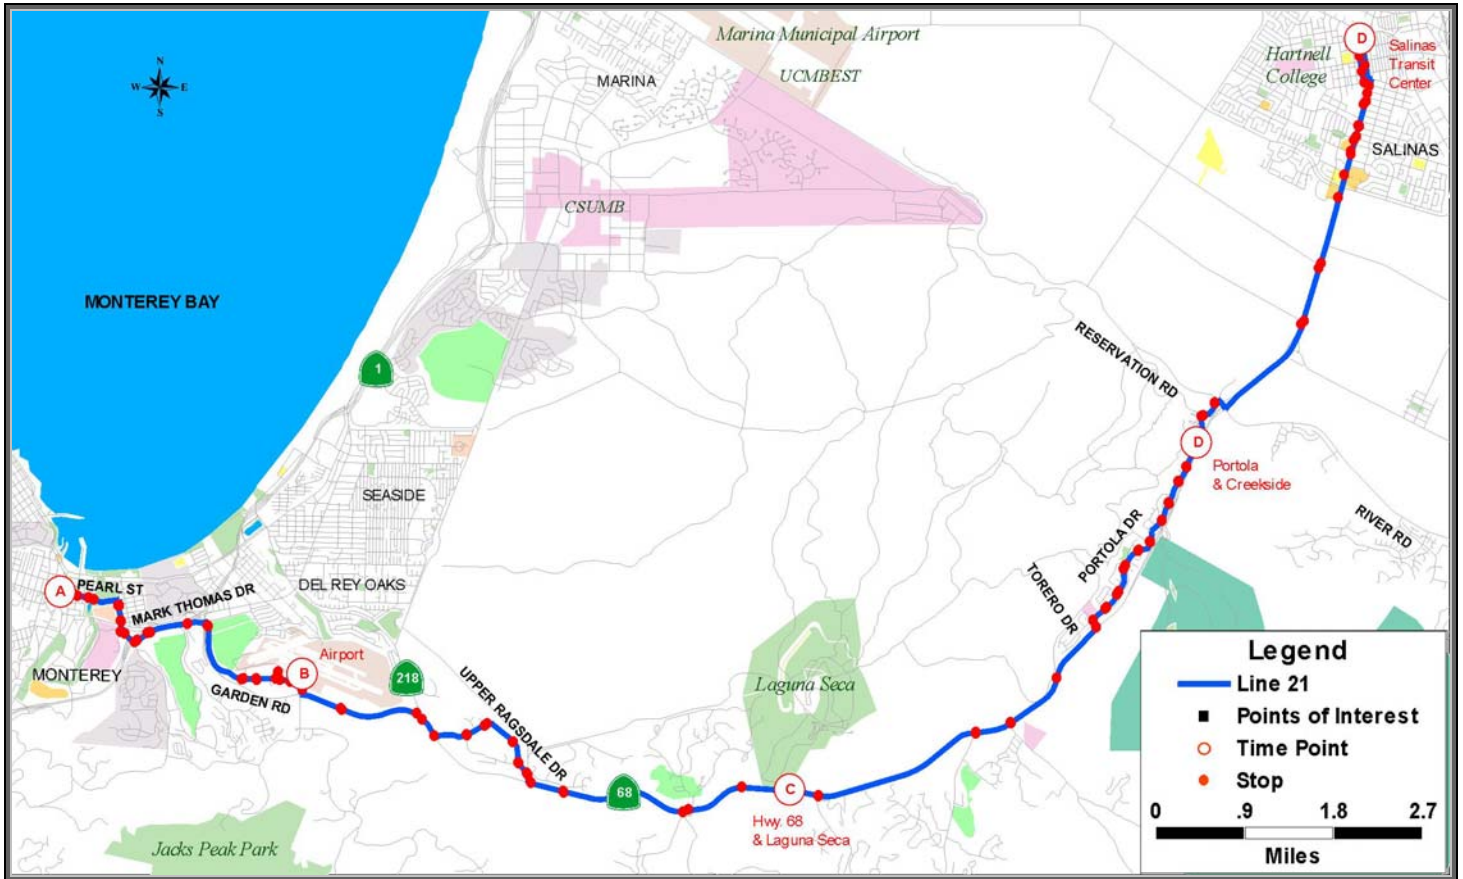 Marina Municipal Airport
UCMBEST
MARINA
Hartnell
College
D
Salinas
Transit
Center
SALINAS
N
W
E
S
CSUMB
MONTEREY BAY
1
RESERVATION RD
D
Portola
& Creekside
SEASIDE
PORTOLA DR
RIVER RD
TORERO DR
A
PEARL ST
MARK THOMAS DR
DEL REY OAKS
MONTEREY
GARDEN RD
B
Airport
218
UPPER RAGSDALE DR
68
Laguna Seca
C
Hwy. 68
& Laguna Seca
Jacks Peak Park
Legend
Line 21
Points of Interest
Time Point
Stop
0 .9 1.8 2.7
Miles